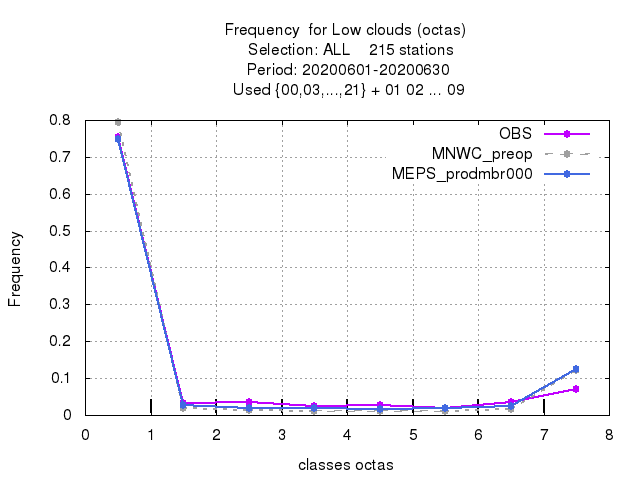 Frequency  for Low clouds (octas)
Selection: ALL    215 stations
Period: 20200601-20200630
Used {00,03,...,21} + 01 02 ... 09
OBS
MNWC_preop
MEPS_prodmbr000
0.8
0.7
0.6
0.5
0.4
0.3
0.2
0.1
0
Frequency
0 1 2 3 4 5 6 7 8
classes octas